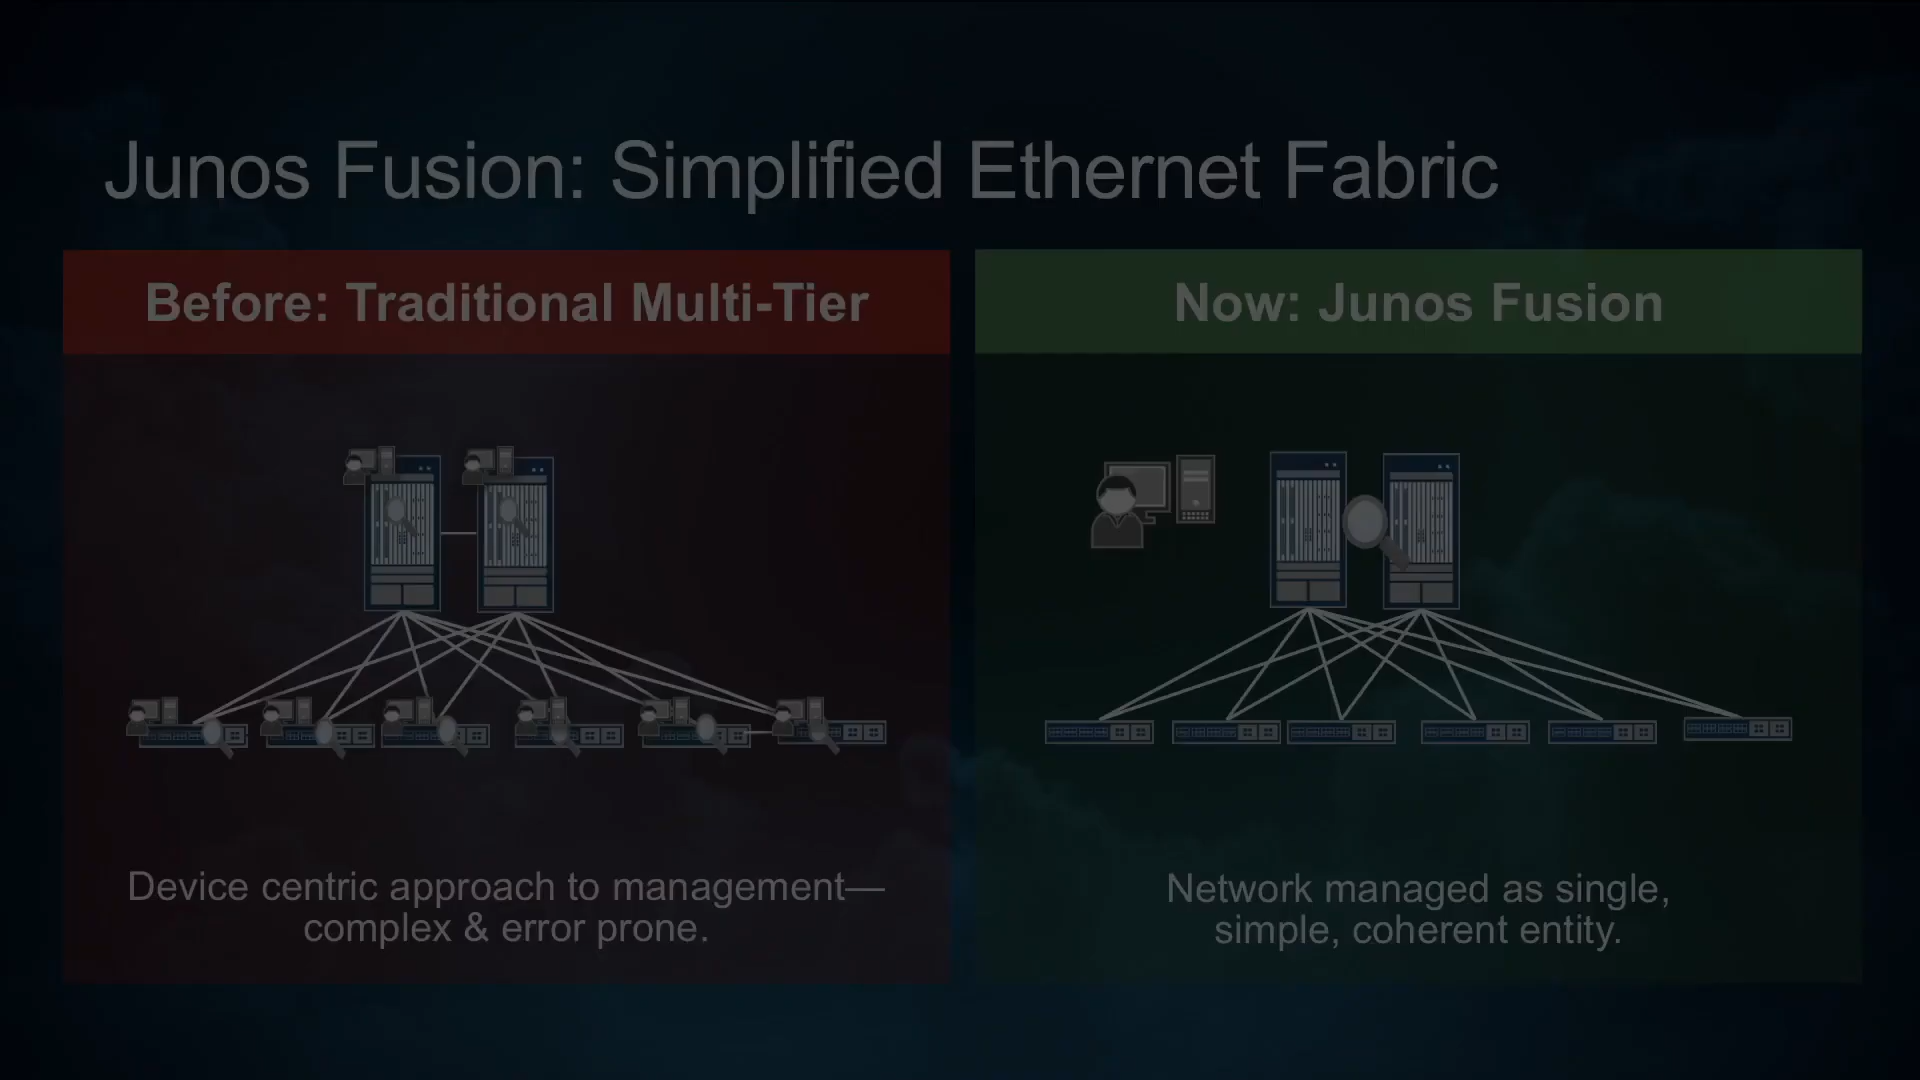 Junos Fusion: Simplified Ethernet Fabric
Before: Traditional Multi-Tier
Device centric approach to management—
complex & error prone.
Now: Junos Fusion
Network managed as single,
simple, coherent entity.